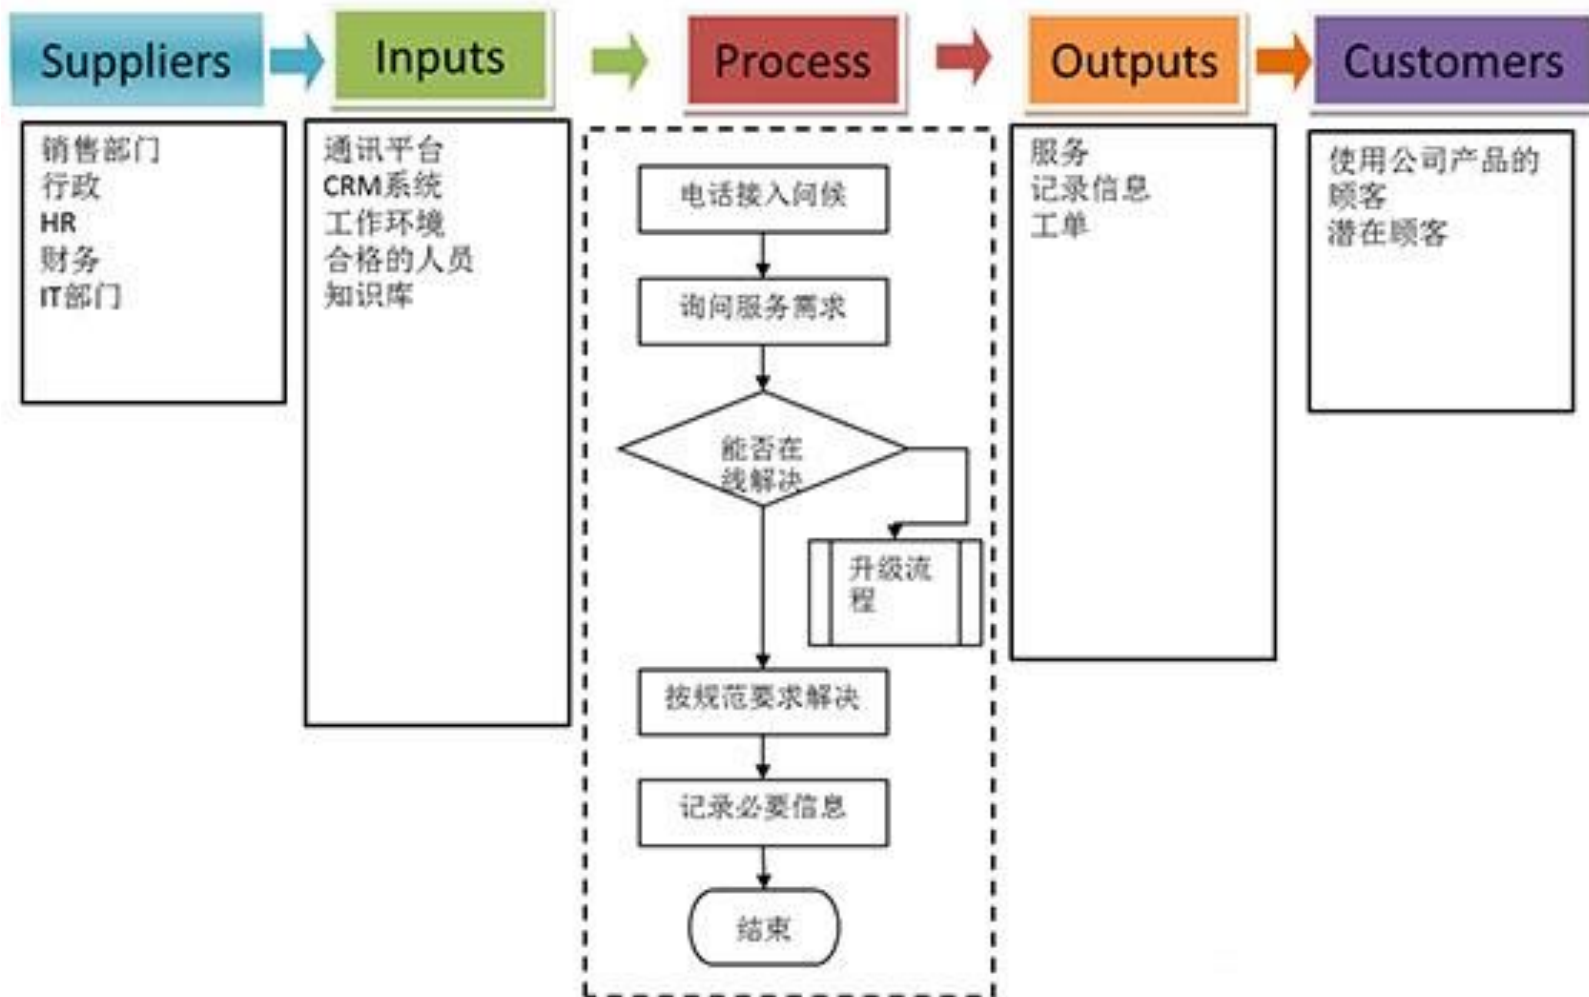 Suppliers
Inputs
Process
Outputs
Customers
销售部门
行政
HR
财务
IT部门
通讯平台
CRM系统
工作环境
合格的人员
知识库
电话接入问候
询问服务需求
能否在
线解决
升级流
程
按规范要求解决
记录必要信息
结束
服务
记录信息
工单
使用公司产品的
顾客
潜在顾客